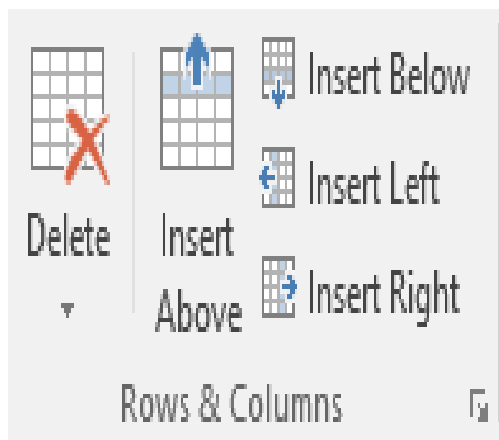 Delete
Insert
Above
Insert Below
Insert Left
Insert Right
Rows & Columns